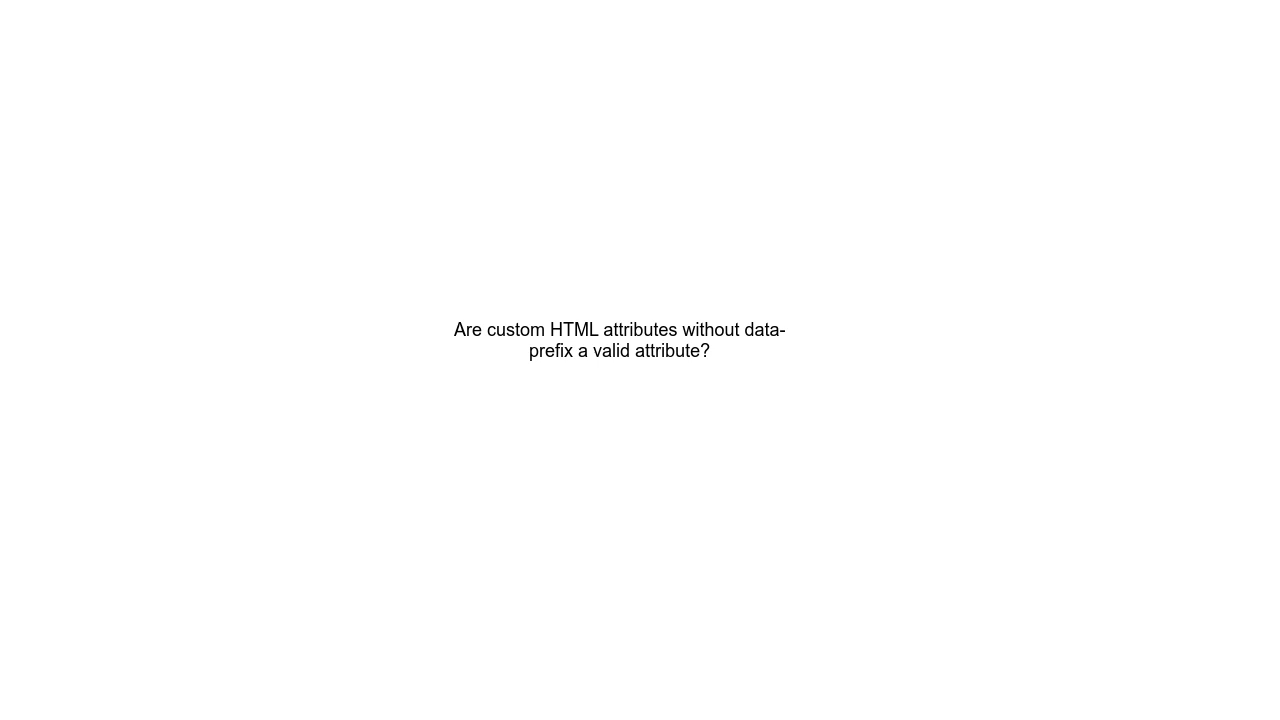 Are custom HTML attributes without data-
prefix a valid attribute?